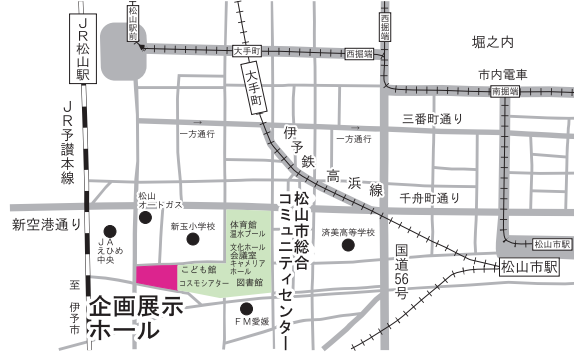 JR松山駅
松山駅前
大手町
西堀端
西堀端
堀之内
市内電車
南堀端
大手町
JR予讃本線
→
一方通行
→
一方通行
三番町通り
伊予鉄高浜線
千舟町通り
新空港通り
松山
オートガス
新玉小学校
JA
えひめ
中央
体育館
温水プール
文化ホール
会議室
キャメリア
ホール
こども館
コスモシアター
図書館
松山市総合
コミュニティセンター
済美高等学校
国道56号
松山市駅
松山市駅
至 伊予市
企画展示
ホール
FM愛媛